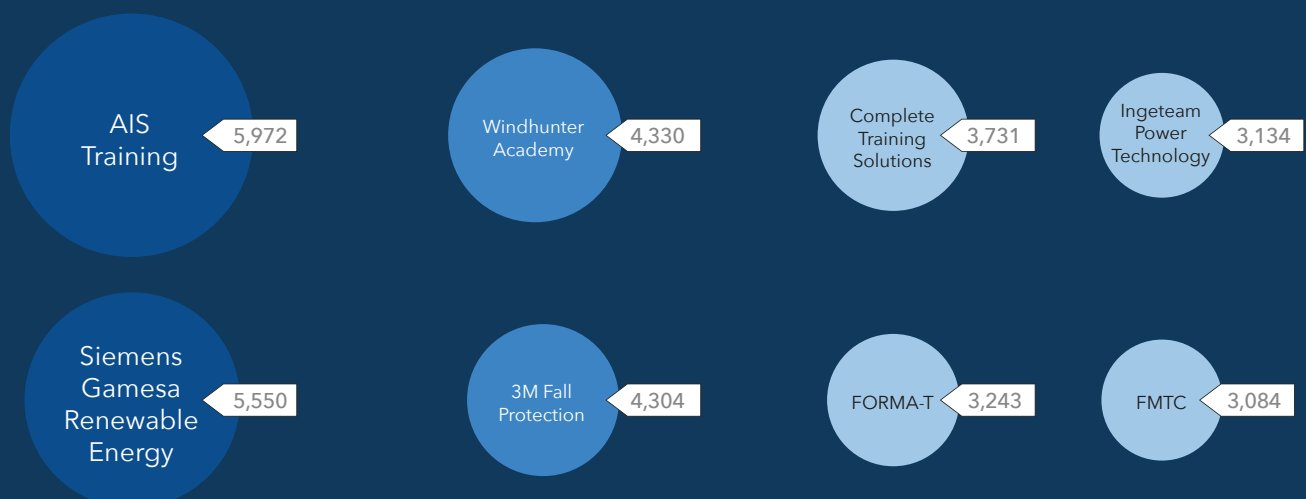 AIS
Training
5,972
Windhunter
Academy
4,330
Complete
Training
Solutions
3,731
Ingeteam
Power
Technology
3,134
Siemens
Gamesa
Renewable
Energy
5,550
3M Fall
Protection
4,304
FORMA-T
3,243
FMTC
3,084